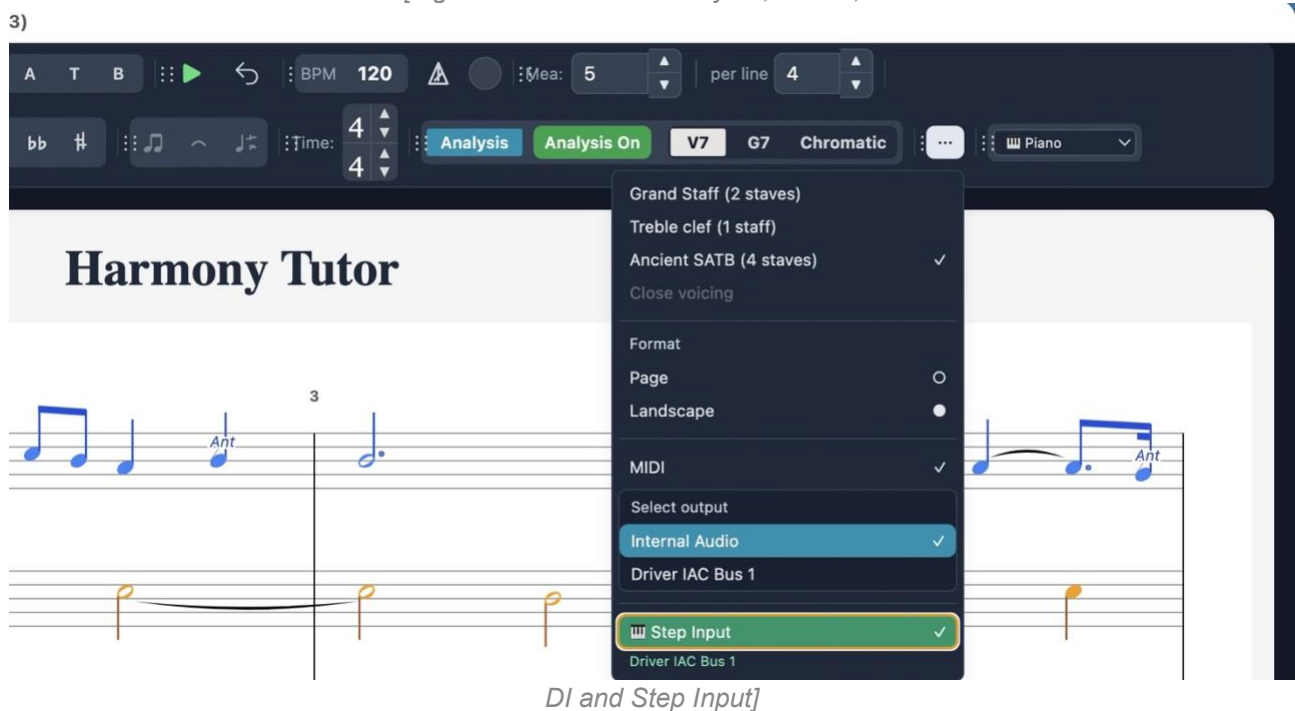 3)
A T B BPM 120 Mea: 5 per line 4
bb # Time: 4 4 Analysis Analysis On V7 G7 Chromatic ... Piano
Grand Staff (2 staves)
Treble clef (1 staff)
Ancient SATB (4 staves)
Close voicing
Harmony Tutor
Format
Page
Landscape
3
Ant
Ant
MIDI
Select output
Internal Audio
Driver IAC Bus 1
Step Input
Driver IAC Bus 1
DI and Step Input]